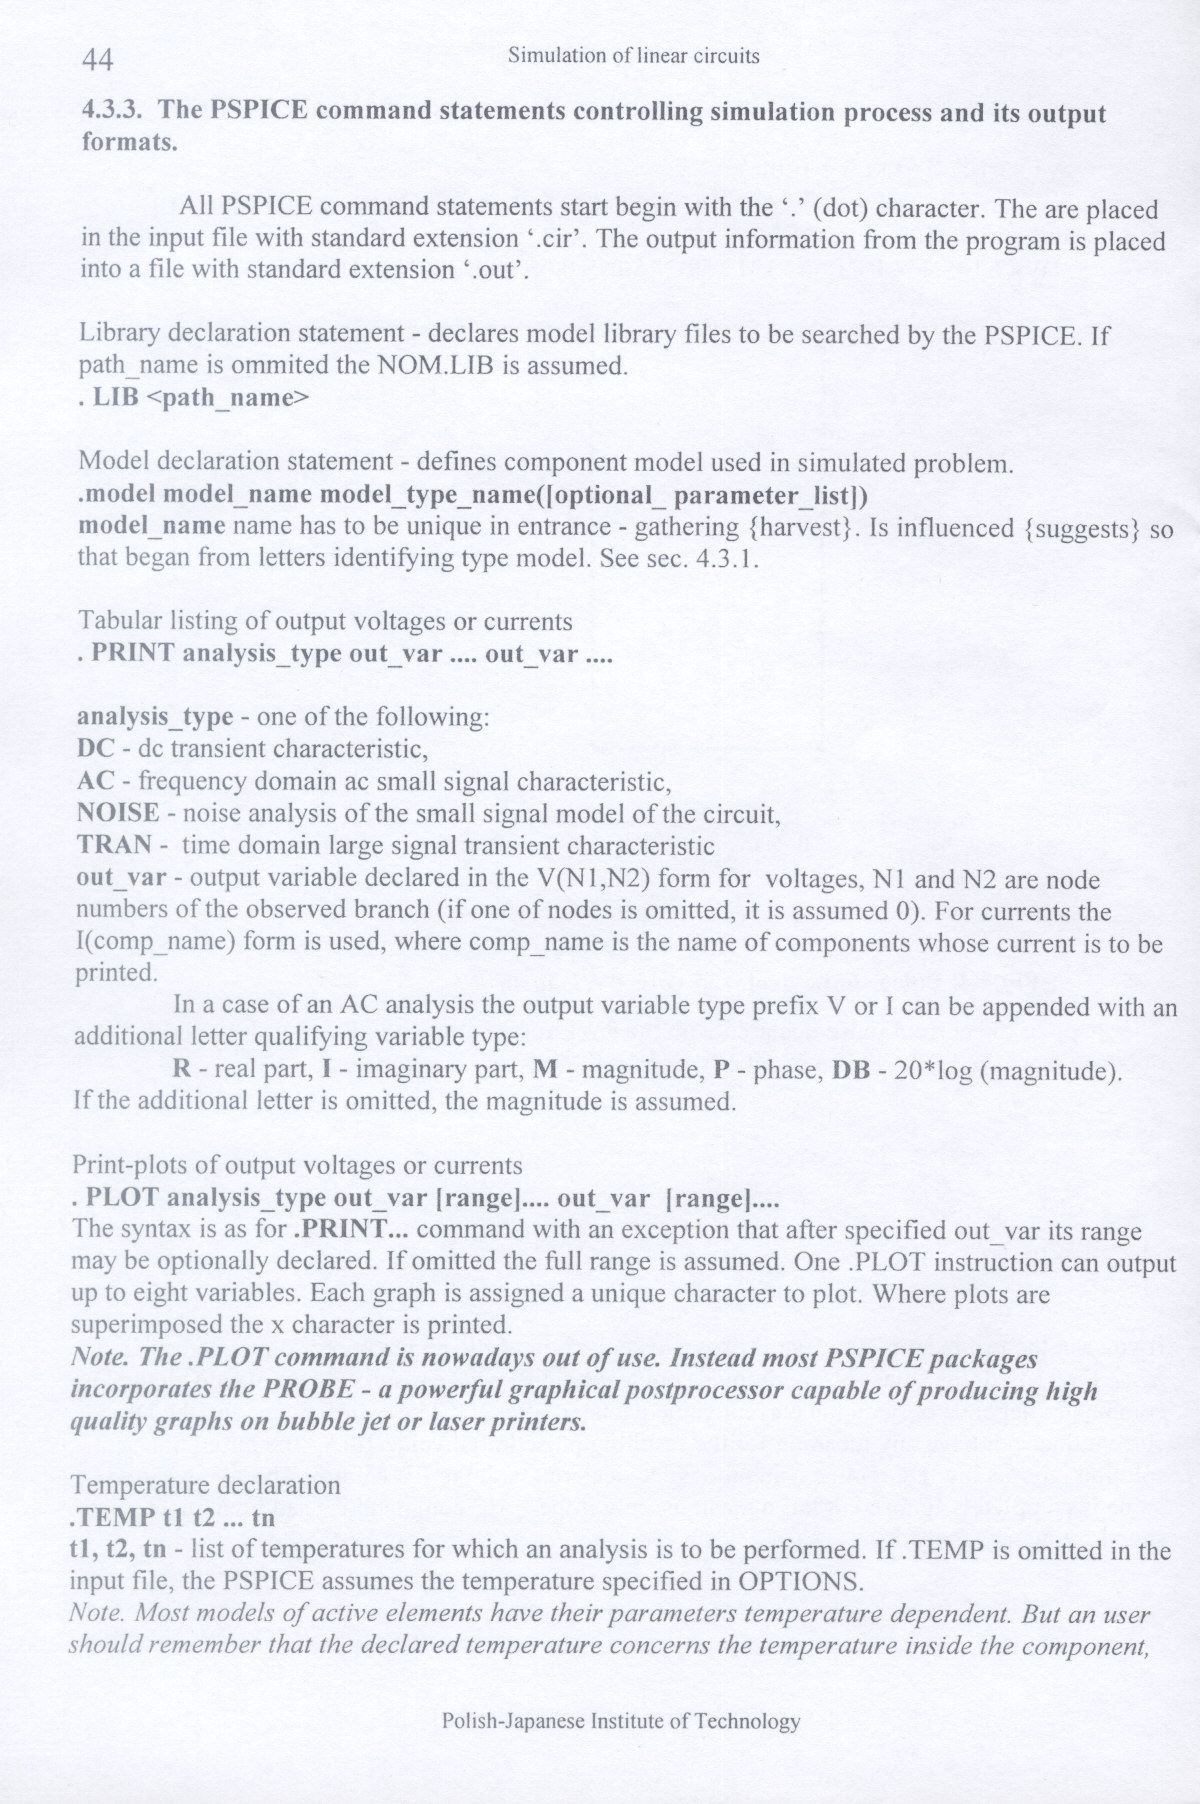 44
Simulation of linear circuits
4.3.3. The PSPICE command statements controlling simulation process and its output
formats.
All PSPICE command statements start begin with the ‘.’ (dot) character. The are placed
in the input file with standard extension ‘.cir’. The output information from the program is placed
into a file with standard extension ‘.out’.
Library declaration statement - declares model library files to be searched by the PSPICE. If
path_name is ommited the NOM.LIB is assumed.
. LIB <path_name>
Model declaration statement - defines component model used in simulated problem.
.model model_name model_type_name([optional_ parameter_list])
model_name name has to be unique in entrance - gathering {harvest}. Is influenced {suggests} so
that began from letters identifying type model. See sec. 4.3.1.
Tabular listing of output voltages or currents
. PRINT analysis_type out_var .... out_var ....
analysis_type - one of the following:
DC - dc transient characteristic,
AC - frequency domain ac small signal characteristic,
NOISE - noise analysis of the small signal model of the circuit,
TRAN - time domain large signal transient characteristic
out_var - output variable declared in the V(N1,N2) form for voltages, N1 and N2 are node
numbers of the observed branch (if one of nodes is omitted, it is assumed 0). For currents the
I(comp_name) form is used, where comp_name is the name of components whose current is to be
printed.
In a case of an AC analysis the output variable type prefix V or I can be appended with an
additional letter qualifying variable type:
R - real part, I - imaginary part, M - magnitude, P - phase, DB - 20*log (magnitude).
If the additional letter is omitted, the magnitude is assumed.
Print-plots of output voltages or currents
. PLOT analysis_type out_var [range].... out_var [range]....
The syntax is as for .PRINT... command with an exception that after specified out_var its range
may be optionally declared. If omitted the full range is assumed. One .PLOT instruction can output
up to eight variables. Each graph is assigned a unique character to plot. Where plots are
superimposed the x character is printed.
Note. The .PLOT command is nowadays out of use. Instead most PSPICE packages
incorporates the PROBE - a powerful graphical postprocessor capable of producing high
quality graphs on bubble jet or laser printers.
Temperature declaration
.TEMP t1 t2 ... tn
t1, t2, tn - list of temperatures for which an analysis is to be performed. If .TEMP is omitted in the
input file, the PSPICE assumes the temperature specified in OPTIONS.
Note. Most models of active elements have their parameters temperature dependent. But an user
should remember that the declared temperature concerns the temperature inside the component,
Polish-Japanese Institute of Technology